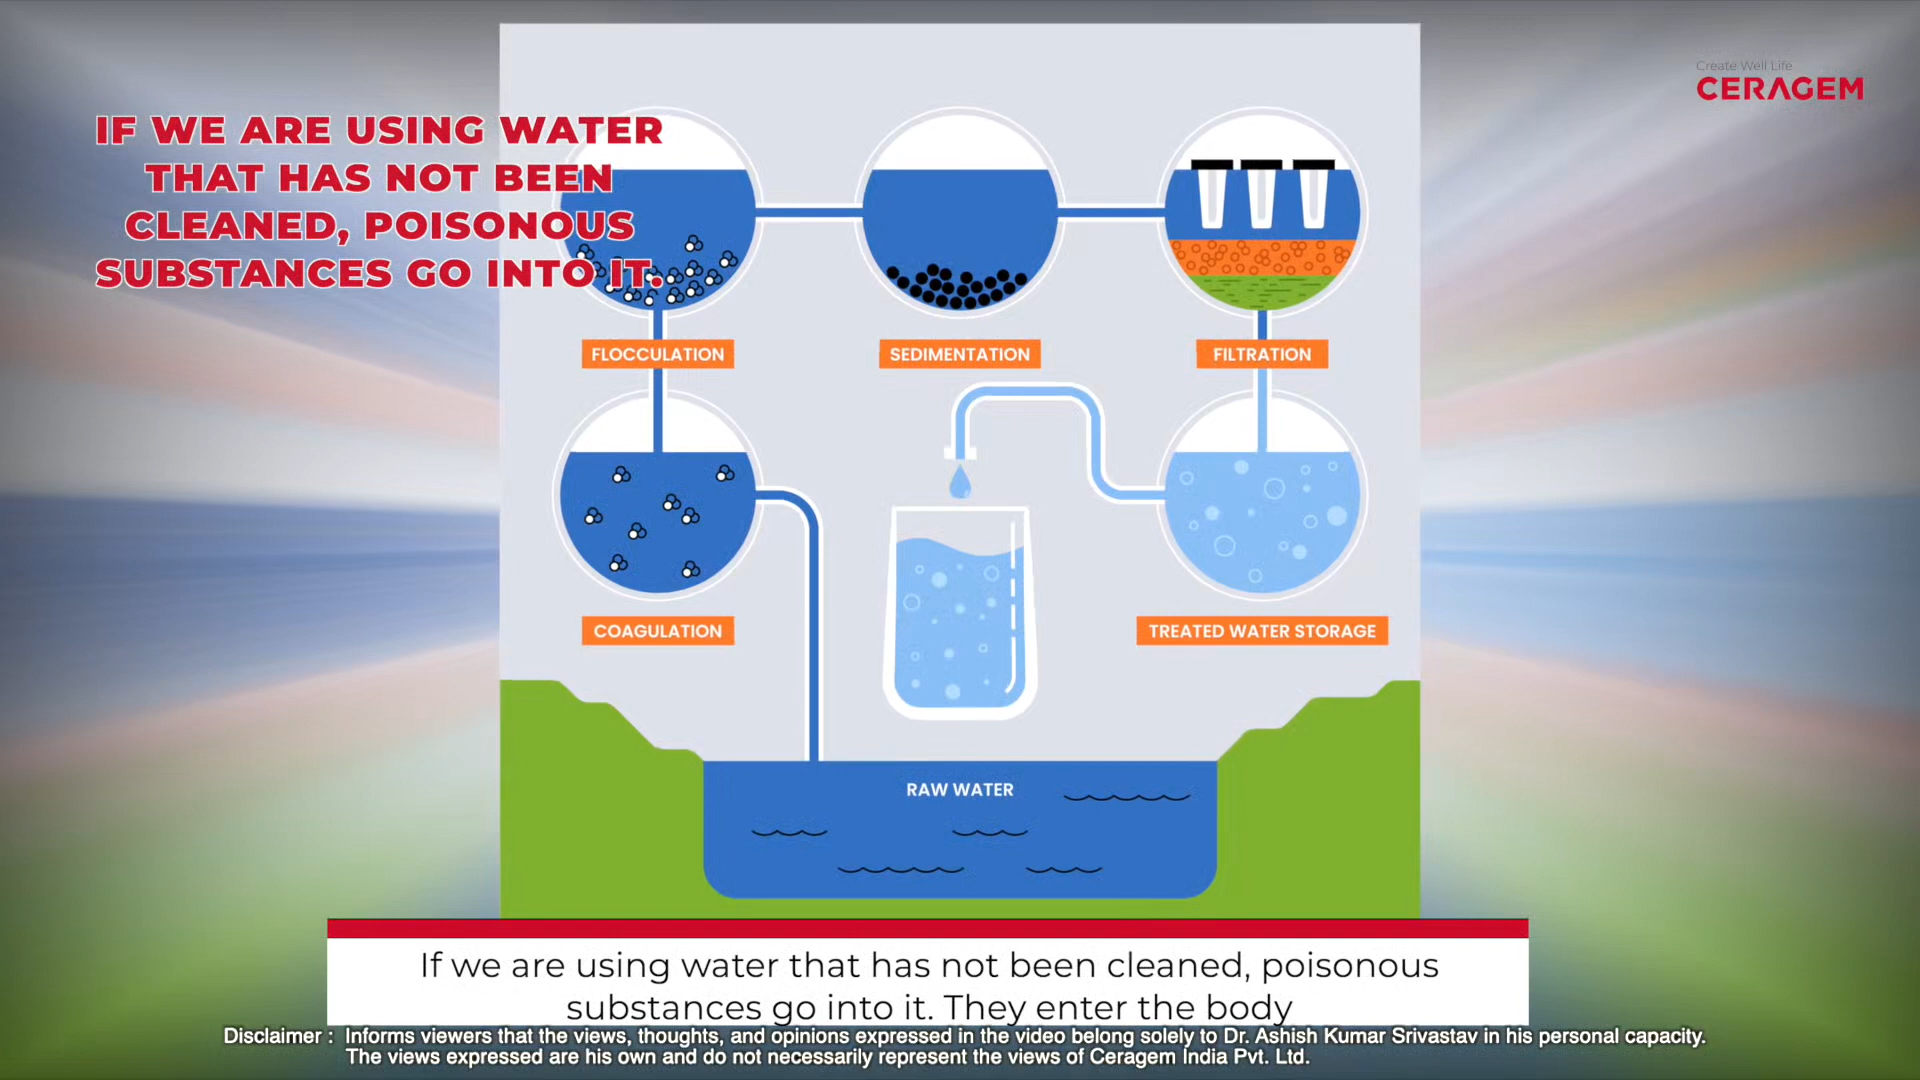 Create Well Life
CERAGEM
IF WE ARE USING WATER
THAT HAS NOT BEEN
CLEANED, POISONOUS
SUBSTANCES GO INTO IT.
FLOCCULATION
SEDIMENTATION
FILTRATION
COAGULATION
TREATED WATER STORAGE
RAW WATER
If we are using water that has not been cleaned, poisonous
substances go into it. They enter the body
Disclaimer : Informs viewers that the views, thoughts, and opinions expressed in the video belong solely to Dr. Ashish Kumar Srivastav in his personal capacity.
The views expressed are his own and do not necessarily represent the views of Ceragem India Pvt. Ltd.